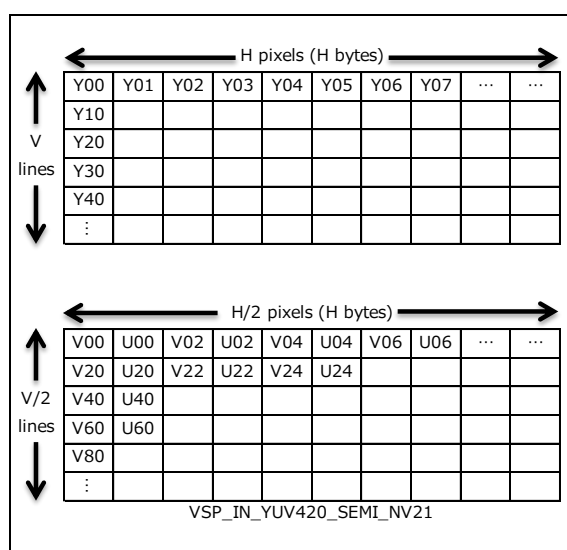 H pixels (H bytes)
V
lines
Y00 Y01 Y02 Y03 Y04 Y05 Y06 Y07 … …
Y10
Y20
Y30
Y40
⋮
H/2 pixels (H bytes)
V/2
lines
V00 U00 V02 U02 V04 U04 V06 U06 … …
V20 U20 V22 U22 V24 U24
V40 U40
V60 U60
V80
⋮
VSP_IN_YUV420_SEMI_NV21